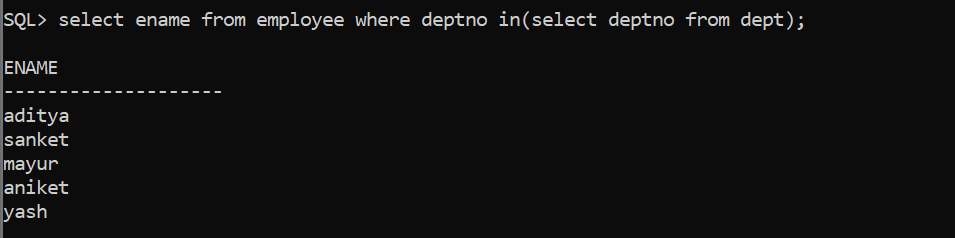 SQL> select ename from employee where deptno in(select deptno from dept);
ENAME
--------------------
aditya
sanket
mayur
aniket
yash